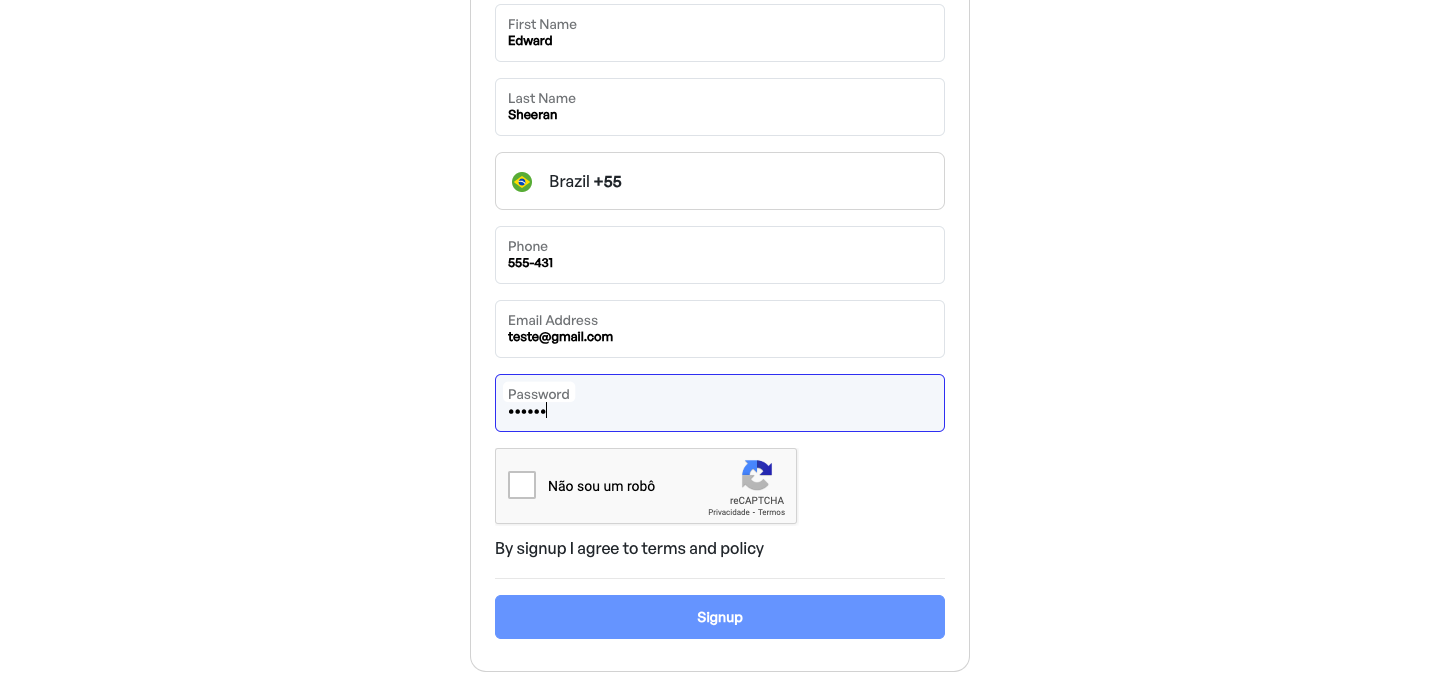 First Name
Edward
Last Name
Sheeran
Brazil +55
Phone
555-431
Email Address
teste@gmail.com
Password
••••••
Não sou um robô
reCAPTCHA
Privacidade - Termos
By signup I agree to terms and policy
Signup